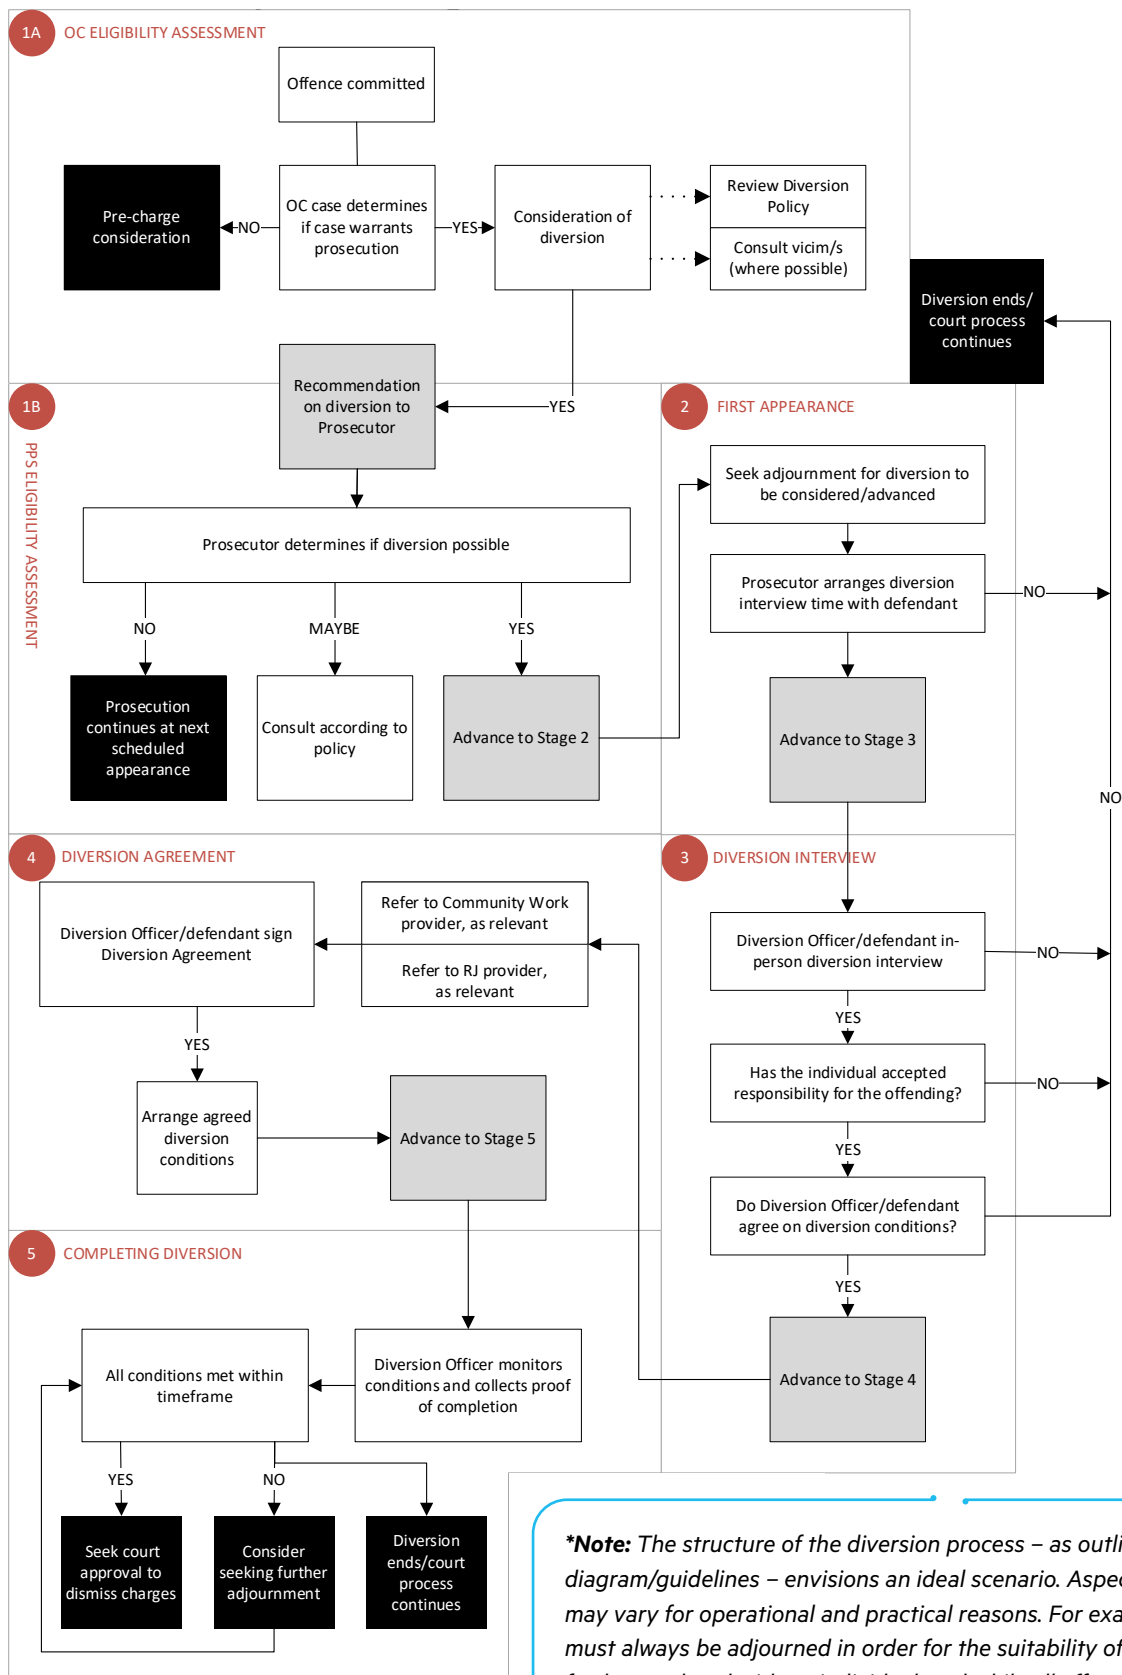 1A
OC ELIGIBILITY ASSESSMENT
Offence committed
Pre-charge
consideration
NO
OC case determines
if case warrants
prosecution
YES
Consideration of
diversion
Review Diversion
Policy
Consult vicim/s
(where possible)
Diversion ends/
court process
continues
1B
PPS ELIGIBILITY ASSESSMENT
Recommendation
on diversion to
Prosecutor
YES
Prosecutor determines if diversion possible
NO
MAYBE
YES
Prosecution
continues at next
scheduled
appearance
Consult according to
policy
Advance to Stage 2
2
FIRST APPEARANCE
Seek adjournment for diversion to
be considered/advanced
Prosecutor arranges diversion
interview time with defendant
NO
Advance to Stage 3
NO
3
DIVERSION INTERVIEW
Diversion Officer/defendant in-
person diversion interview
NO
YES
Has the individual accepted
responsibility for the offending?
NO
YES
Do Diversion Officer/defendant
agree on diversion conditions?
YES
Advance to Stage 4
4
DIVERSION AGREEMENT
Refer to Community Work
provider, as relevant
Refer to RJ provider,
as relevant
Diversion Officer/defendant sign
Diversion Agreement
YES
Arrange agreed
diversion
conditions
Advance to Stage 5
5
COMPLETING DIVERSION
Diversion Officer monitors
conditions and collects proof
of completion
All conditions met within
timeframe
YES
NO
Seek court
approval to
dismiss charges
Consider
seeking further
adjournment
Diversion
ends/court
process
continues
*Note: The structure of the diversion process – as outli
diagram/guidelines – envisions an ideal scenario. Aspec
may vary for operational and practical reasons. For exa
must always be adjourned in order for the suitability of